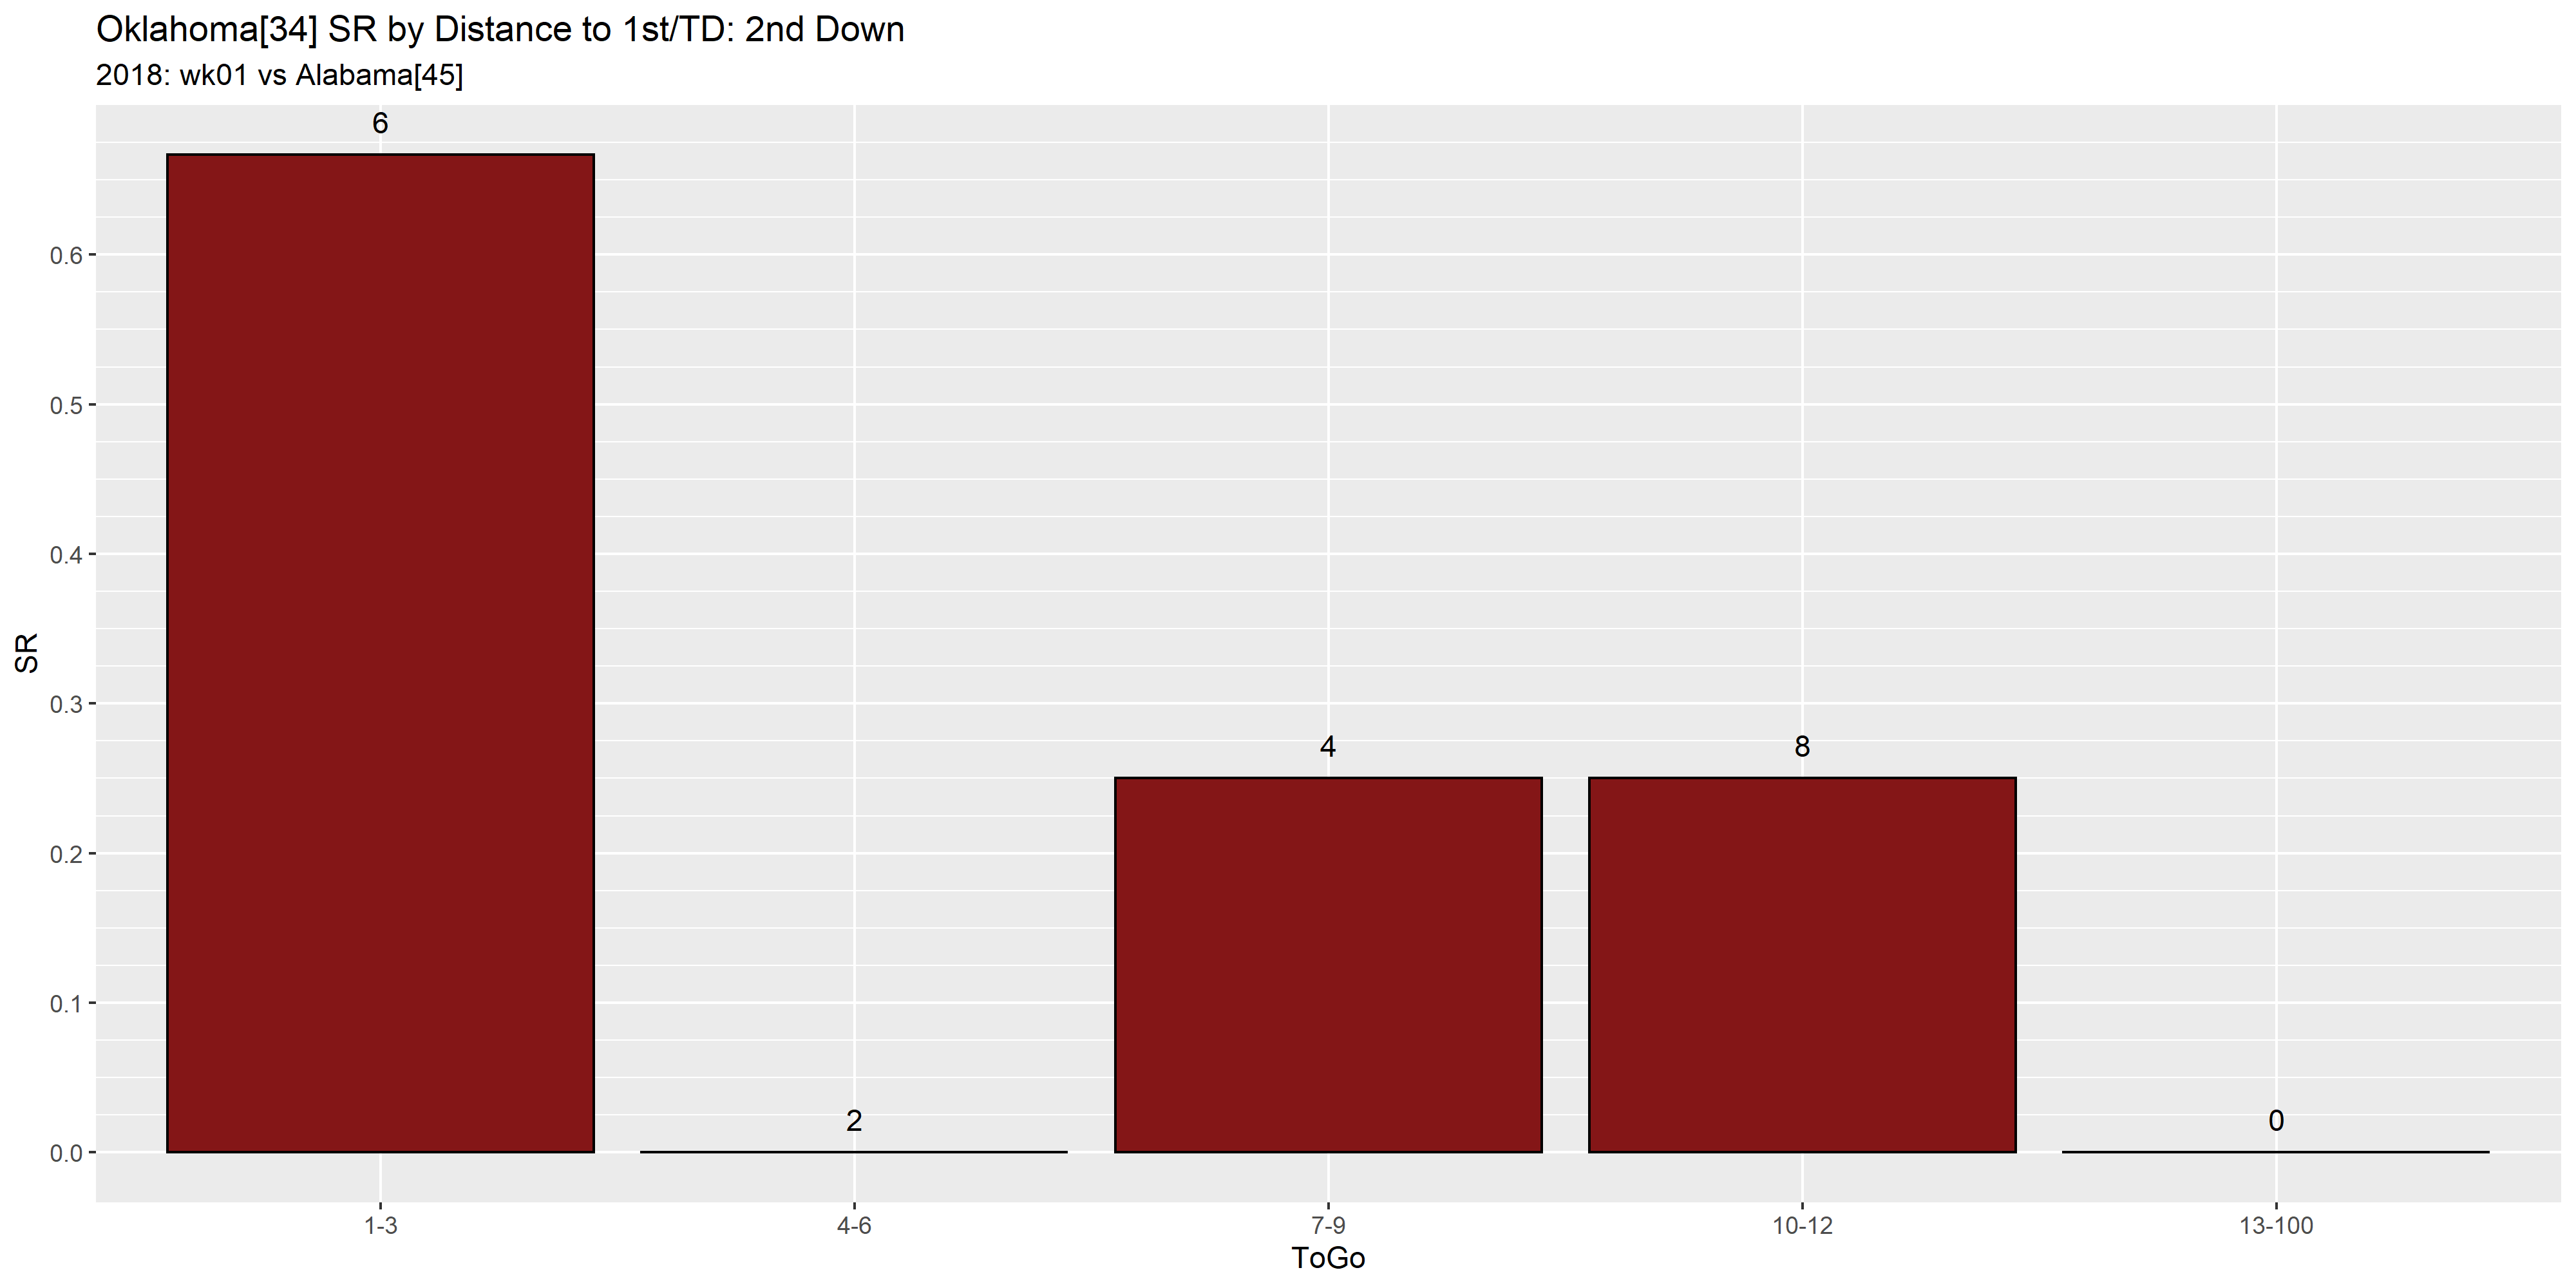 Oklahoma[34] SR by Distance to 1st/TD: 2nd Down
2018: wk01 vs Alabama[45]
6
0.6
0.5
0.4
SR
0.3
4 8
0.2
0.1
2 0
0.0
1-3 4-6 7-9 10-12 13-100
ToGo